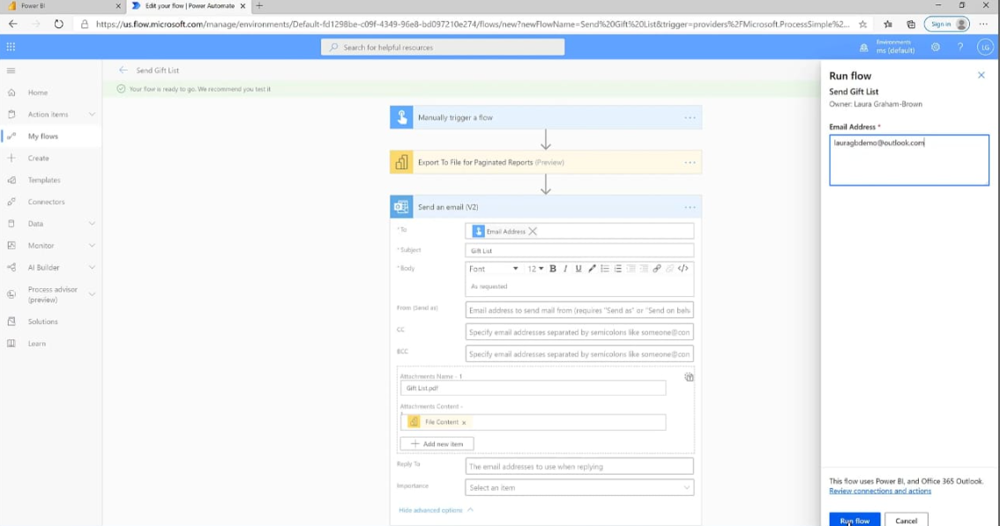 Power BI
Edit your flow | Power Automate
https://us.flow.microsoft.com/manage/environments/Default-fd1298be-c09f-4349-96e8-bd097210e274/flows/new?newFlowName=Send%20Gift%20List&trigger=providers%2FMicrosoft.ProcessSimple%2...
Sign in
Search for helpful resources
Environments
ms (default)
?
LG
Send Gift List
Your flow is ready to go. We recommend you test it
Home
Action items
My flows
Create
Templates
Connectors
Data
Monitor
AI Builder
Process advisor
(preview)
Solutions
Learn
Manually trigger a flow
Export To File for Paginated Reports (Preview)
Send an email (V2)
* To
Email Address
* Subject
Gift List
* Body
Font 12 B I U </>
As requested
From (Send as)
Email address to send mail from (requires "Send as" or "Send on beha
CC
Specify email addresses separated by semicolons like someone@con
BCC
Specify email addresses separated by semicolons like someone@con
Attachments Name - 1
Gift List.pdf
Attachments Content -
File Content
Add new item
Reply To
The email addresses to use when replying
Importance
Select an item
Hide advanced options
Run flow
Send Gift List
Owner: Laura Graham-Brown
Email Address *
lauragbdemo@outlook.com
This flow uses Power BI, and Office 365 Outlook.
Review connections and actions
Run flow
Cancel